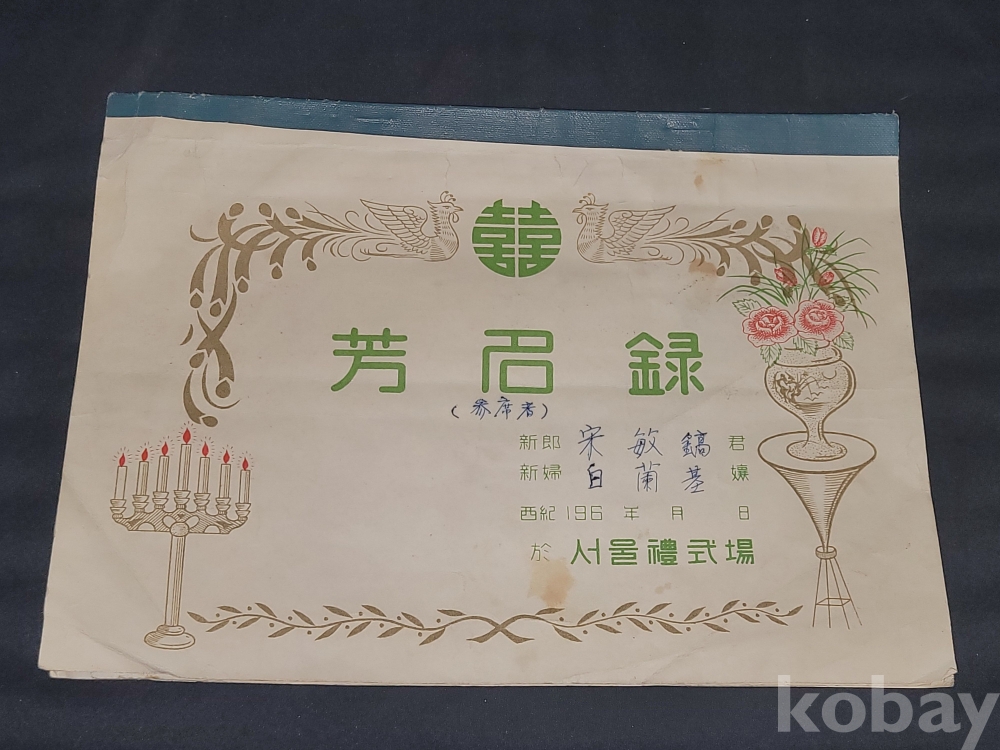 囍
芳名録
(参席者)
新郎 宋敏鎬 君
新婦 白蘭基 孃
西紀 196 年 月 日
於 서울禮式場
kobay